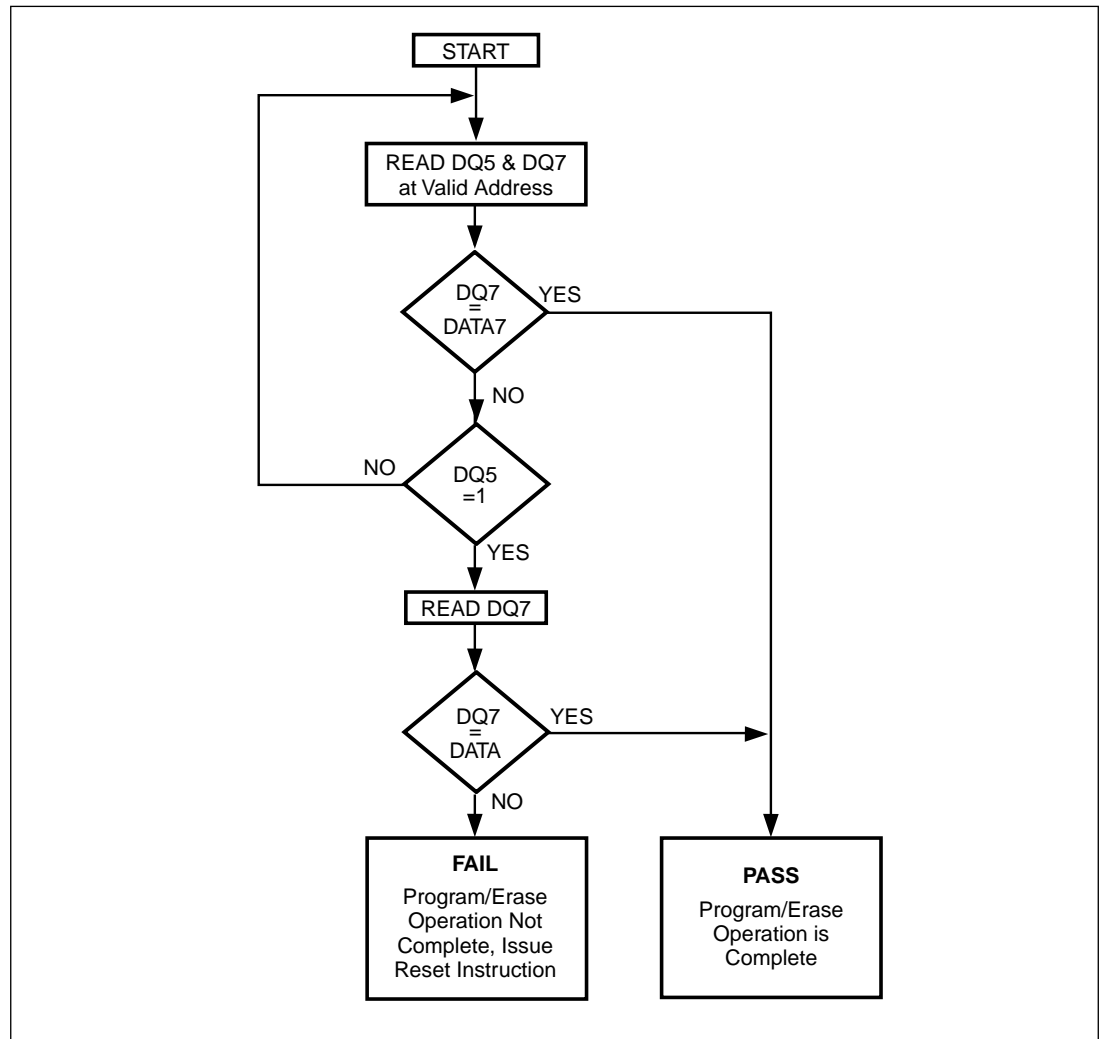 START
READ DQ5 & DQ7
at Valid Address
DQ7
=
DATA7
YES
NO
DQ5
=1
NO
YES
READ DQ7
DQ7
=
DATA
YES
NO
FAIL
Program/Erase
Operation Not
Complete, Issue
Reset Instruction
PASS
Program/Erase
Operation is
Complete